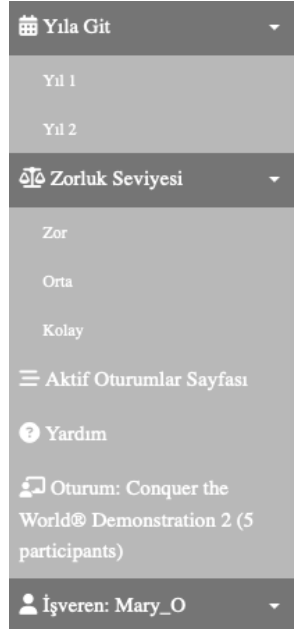 Yıla Git
Yıl 1
Yıl 2
Zorluk Seviyesi
Zor
Orta
Kolay
Aktif Oturumlar Sayfası
Yardım
Oturum: Conquer the
World® Demonstration 2 (5
participants)
İşveren: Mary_O